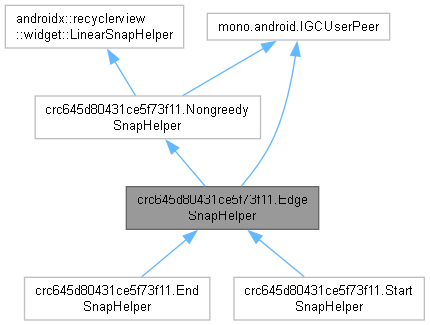 androidx::recyclerview
::widget::LinearSnapHelper
mono.android.IGCUserPeer
crc645d80431ce5f73f11.Nongreedy
SnapHelper
crc645d80431ce5f73f11.Edge
SnapHelper
crc645d80431ce5f73f11.End
SnapHelper
crc645d80431ce5f73f11.Start
SnapHelper